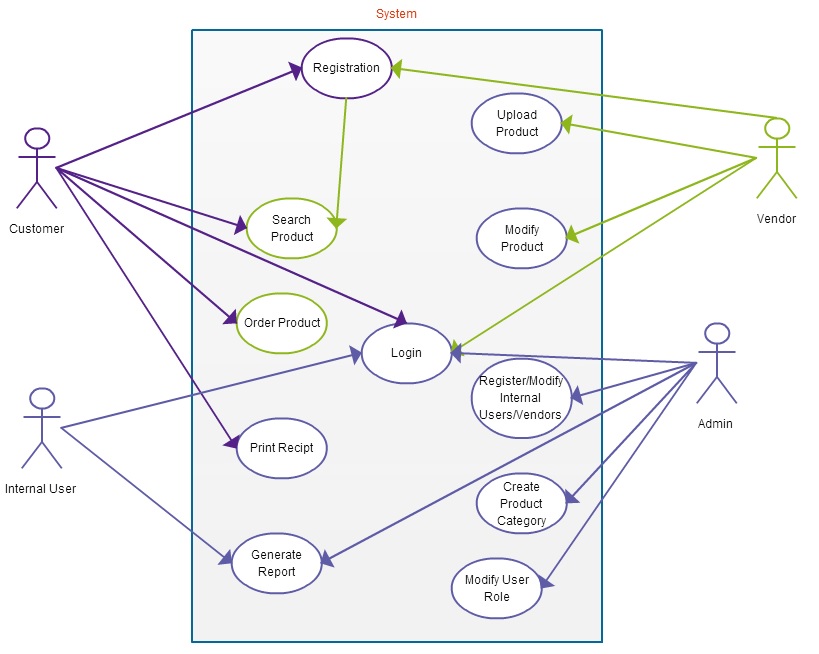 System
Registration
Upload
Product
Customer
Vendor
Search
Product
Modify
Product
Order Product
Login
Register/Modify
Internal
Users/Vendors
Admin
Print Recipt
Internal User
Create
Product
Category
Generate
Report
Modify User
Role